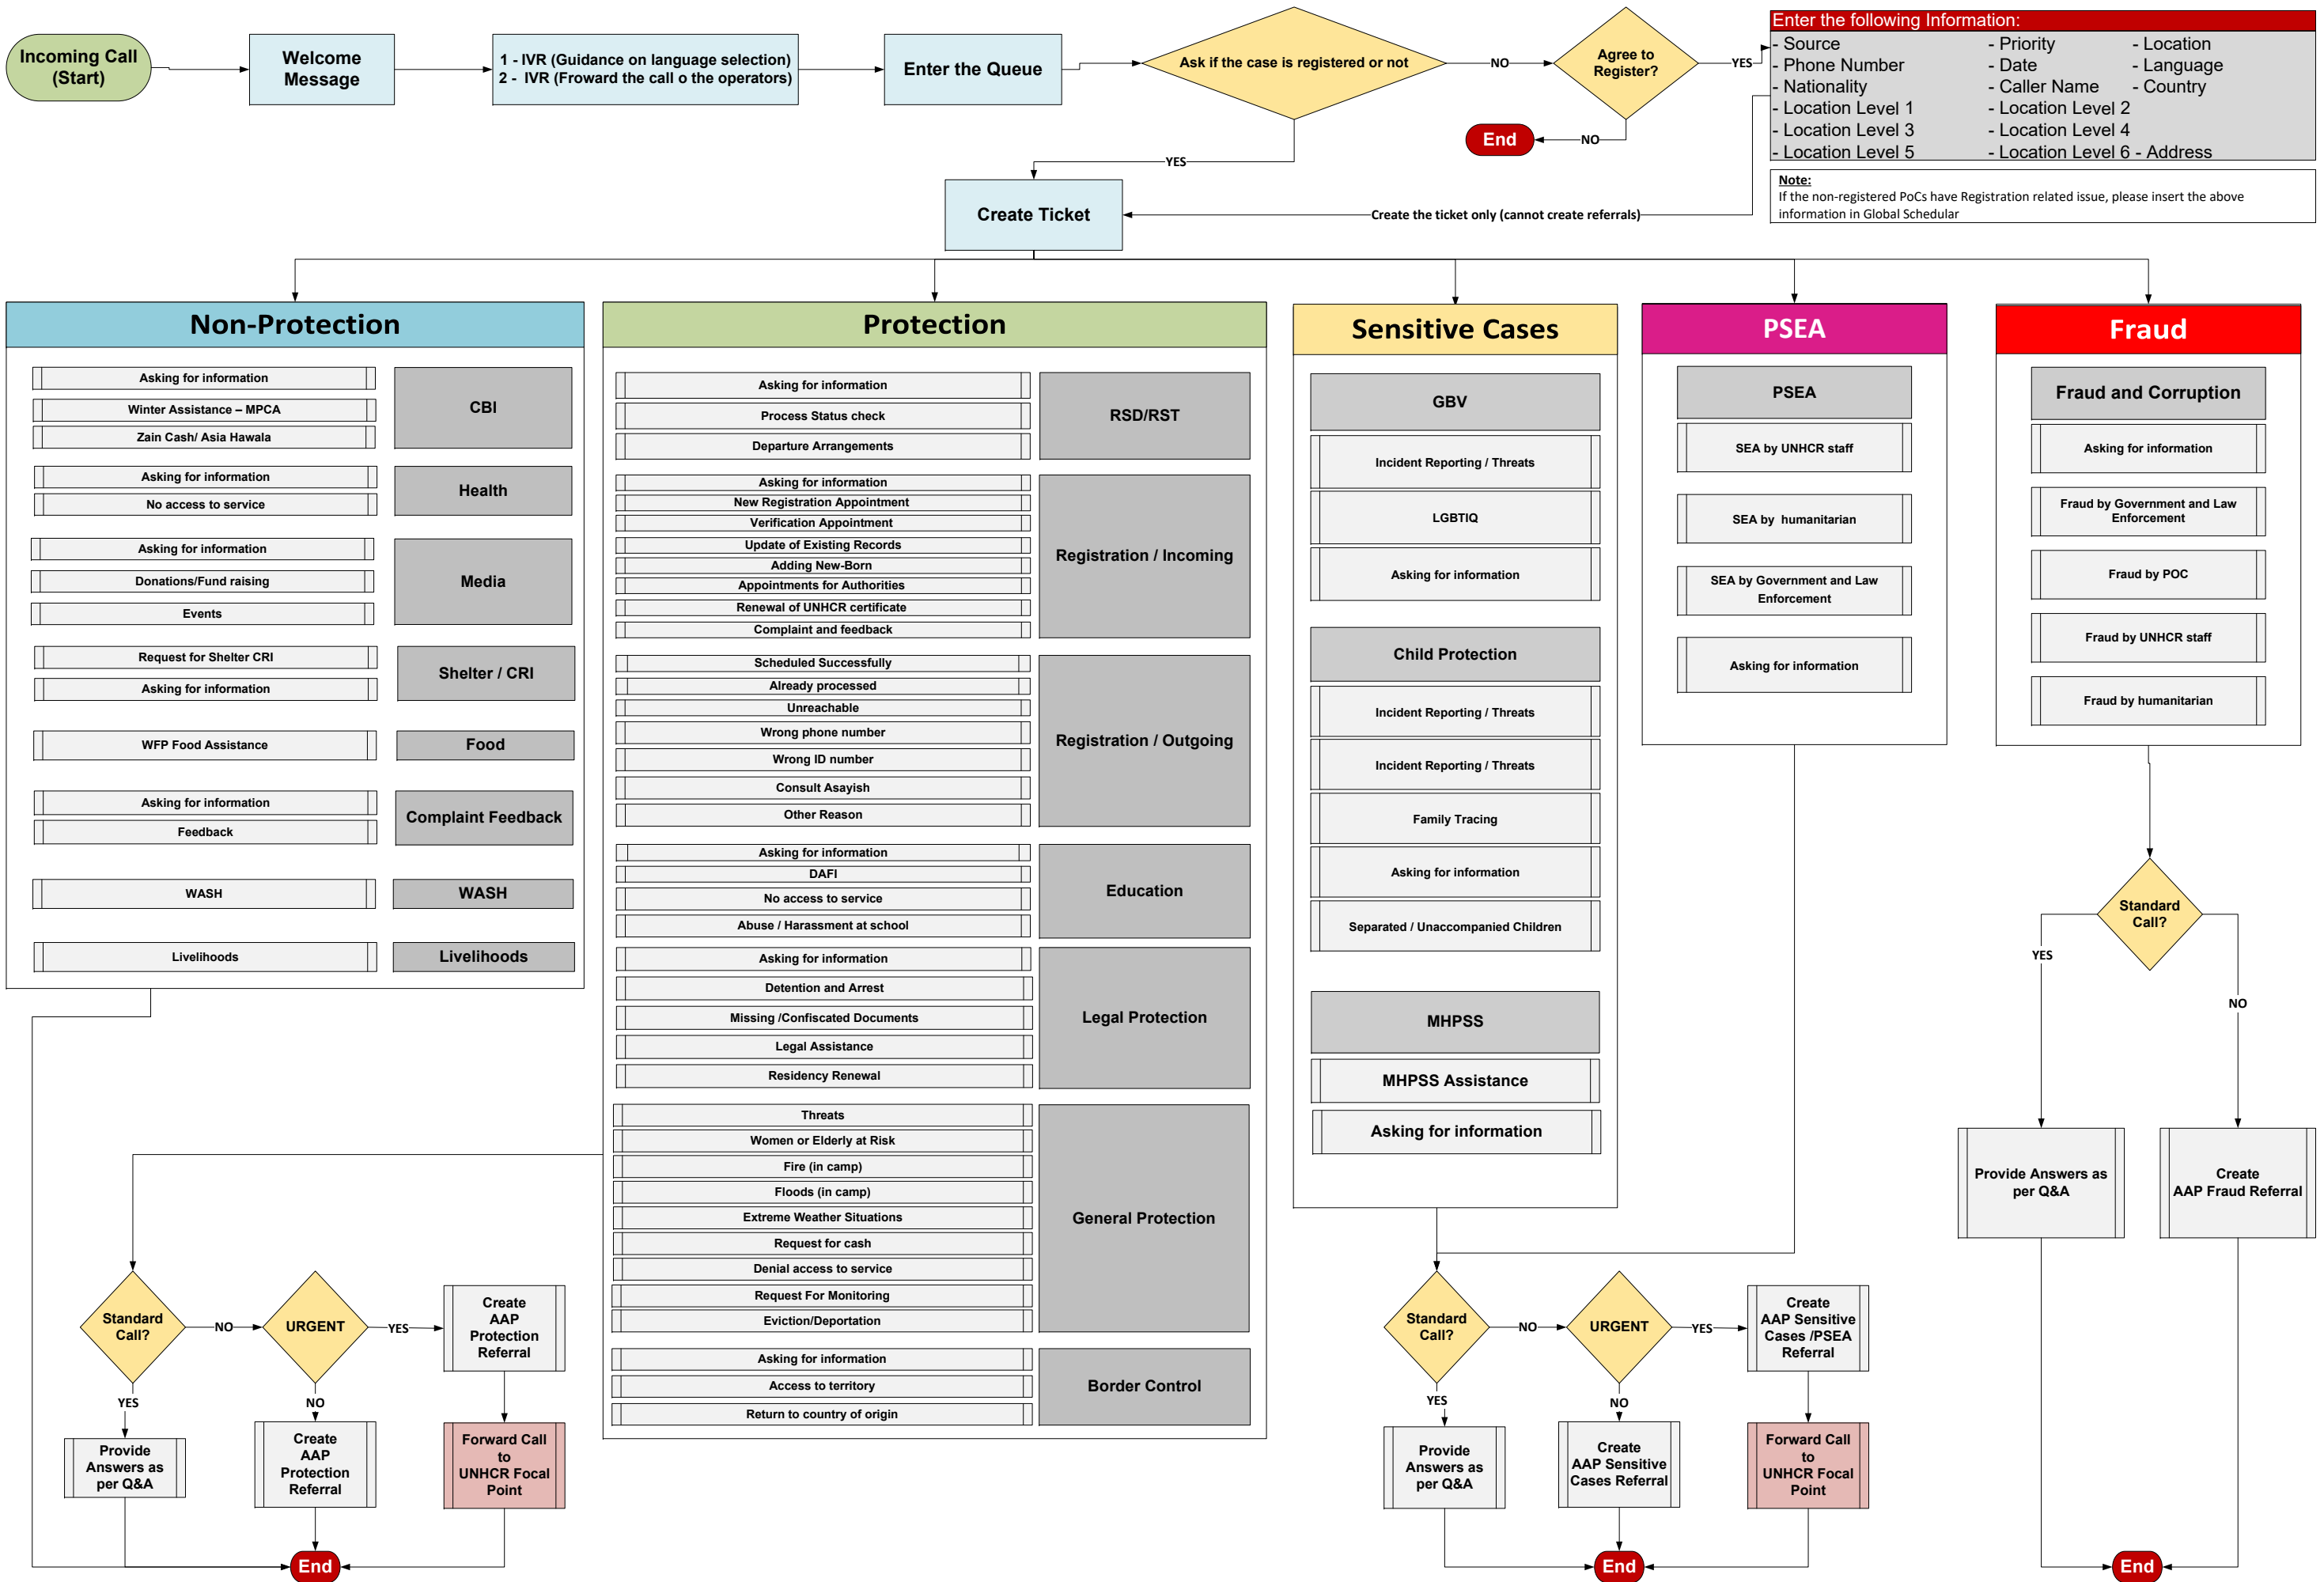 Incoming Call
(Start)
Welcome
Message
1 - IVR (Guidance on language selection)
2 - IVR (Froward the call o the operators)
Enter the Queue
Ask if the case is registered or not
NO
Agree to
Register?
YES
NO
End
YES
Enter the following Information:
- Source - Priority - Location
- Phone Number - Date - Language
- Nationality - Caller Name - Country
- Location Level 1 - Location Level 2
- Location Level 3 - Location Level 4
- Location Level 5 - Location Level 6 - Address
Note:
If the non-registered PoCs have Registration related issue, please insert the above
information in Global Schedular
Create Ticket
Create the ticket only (cannot create referrals)
Non-Protection
Asking for information
Winter Assistance – MPCA
Zain Cash/ Asia Hawala
CBI
Asking for information
No access to service
Health
Asking for information
Donations/Fund raising
Events
Media
Request for Shelter CRI
Asking for information
Shelter / CRI
WFP Food Assistance
Food
Asking for information
Feedback
Complaint Feedback
WASH
WASH
Livelihoods
Livelihoods
Protection
Asking for information
Process Status check
Departure Arrangements
RSD/RST
Asking for information
New Registration Appointment
Verification Appointment
Update of Existing Records
Adding New-Born
Appointments for Authorities
Renewal of UNHCR certificate
Complaint and feedback
Registration / Incoming
Scheduled Successfully
Already processed
Unreachable
Wrong phone number
Wrong ID number
Consult Asayish
Other Reason
Registration / Outgoing
Asking for information
DAFI
No access to service
Abuse / Harassment at school
Education
Asking for information
Detention and Arrest
Missing /Confiscated Documents
Legal Assistance
Residency Renewal
Legal Protection
Threats
Women or Elderly at Risk
Fire (in camp)
Floods (in camp)
Extreme Weather Situations
Request for cash
Denial access to service
Request For Monitoring
Eviction/Deportation
General Protection
Asking for information
Access to territory
Return to country of origin
Border Control
Sensitive Cases
GBV
Incident Reporting / Threats
LGBTIQ
Asking for information
Child Protection
Incident Reporting / Threats
Incident Reporting / Threats
Family Tracing
Asking for information
Separated / Unaccompanied Children
MHPSS
MHPSS Assistance
Asking for information
PSEA
PSEA
SEA by UNHCR staff
SEA by humanitarian
SEA by Government and Law
Enforcement
Asking for information
Fraud
Fraud and Corruption
Asking for information
Fraud by Government and Law
Enforcement
Fraud by POC
Fraud by UNHCR staff
Fraud by humanitarian
Standard
Call?
YES
NO
Provide Answers as
per Q&A
Create
AAP Fraud Referral
End
Standard
Call?
NO
URGENT
YES
Create
AAP
Protection
Referral
YES
NO
Provide
Answers as
per Q&A
Create
AAP
Protection
Referral
Forward Call
to
UNHCR Focal
Point
End
Standard
Call?
NO
URGENT
YES
Create
AAP Sensitive
Cases /PSEA
Referral
YES
NO
Provide
Answers as
per Q&A
Create
AAP Sensitive
Cases Referral
Forward Call
to
UNHCR Focal
Point
End